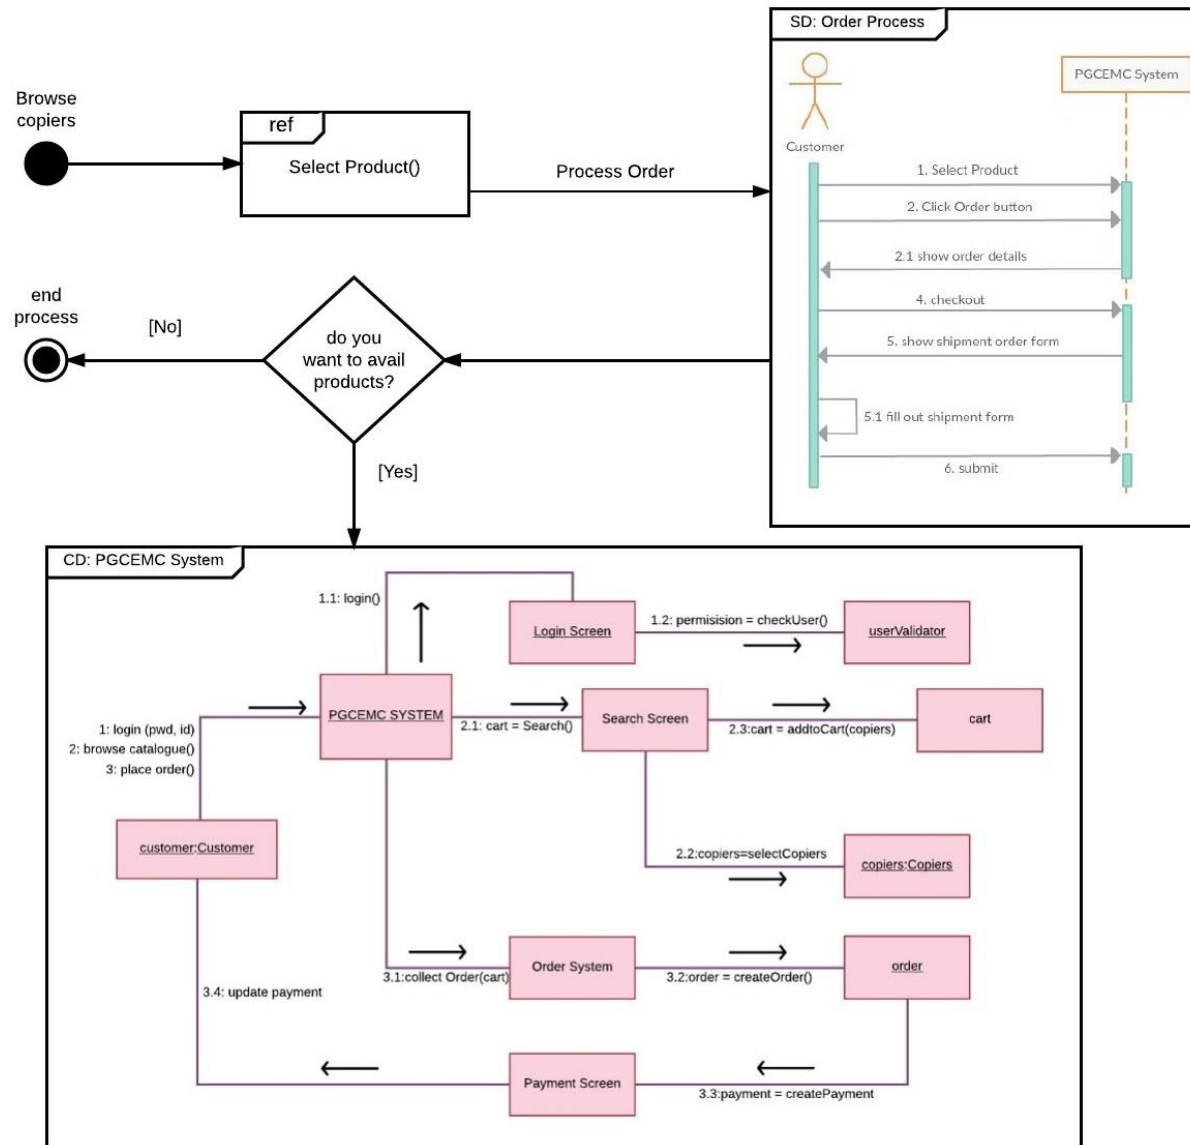 SD: Order Process
Browse
copiers
ref
Select Product()
Process Order
Customer
PGCEMC System
1. Select Product
2. Click Order button
2.1 show order details
4. checkout
5. show shipment order form
5.1 fill out shipment form
6. submit
end
process
[No]
do you
want to avail
products?
[Yes]
CD: PGCEMC System
1.1: login()
Login Screen
1.2: permisision = checkUser()
userValidator
PGCEMC SYSTEM
2.1: cart = Search()
Search Screen
2.3:cart = addtoCart(copiers)
cart
1: login (pwd, id)
2: browse catalogue()
3: place order()
customer:Customer
2.2:copiers=selectCopiers
copiers:Copiers
3.1:collect Order(cart)
Order System
3.2:order = createOrder()
order
3.4: update payment
Payment Screen
3.3:payment = createPayment